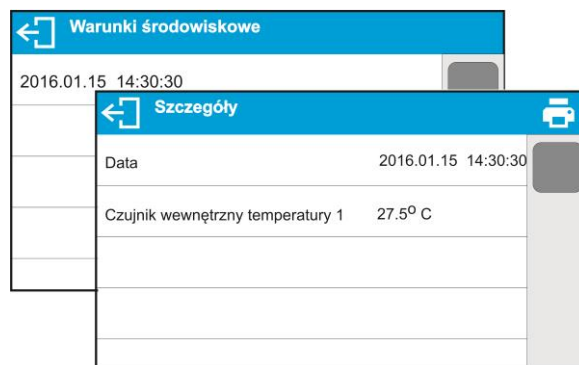 Warunki środowiskowe
2016.01.15 14:30:30
Szczegóły
Data 2016.01.15 14:30:30
Czujnik wewnętrzny temperatury 1 27.5⁰ C